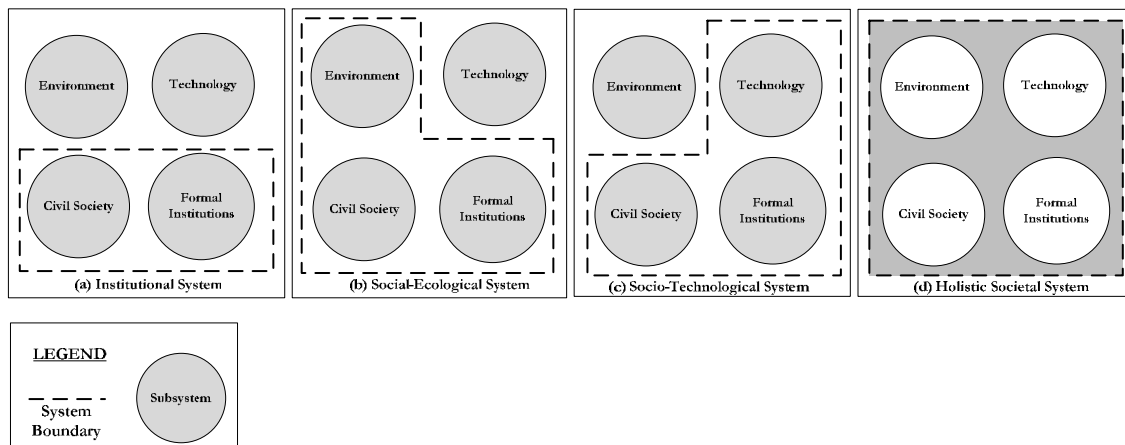 Environment
Technology
Civil Society
Formal
Institutions
(a) Institutional System
Environment
Technology
Civil Society
Formal
Institutions
(b) Social-Ecological System
Environment
Technology
Civil Society
Formal
Institutions
(c) Socio-Technological System
Environment
Technology
Civil Society
Formal
Institutions
(d) Holistic Societal System
LEGEND
System
Boundary
Subsystem